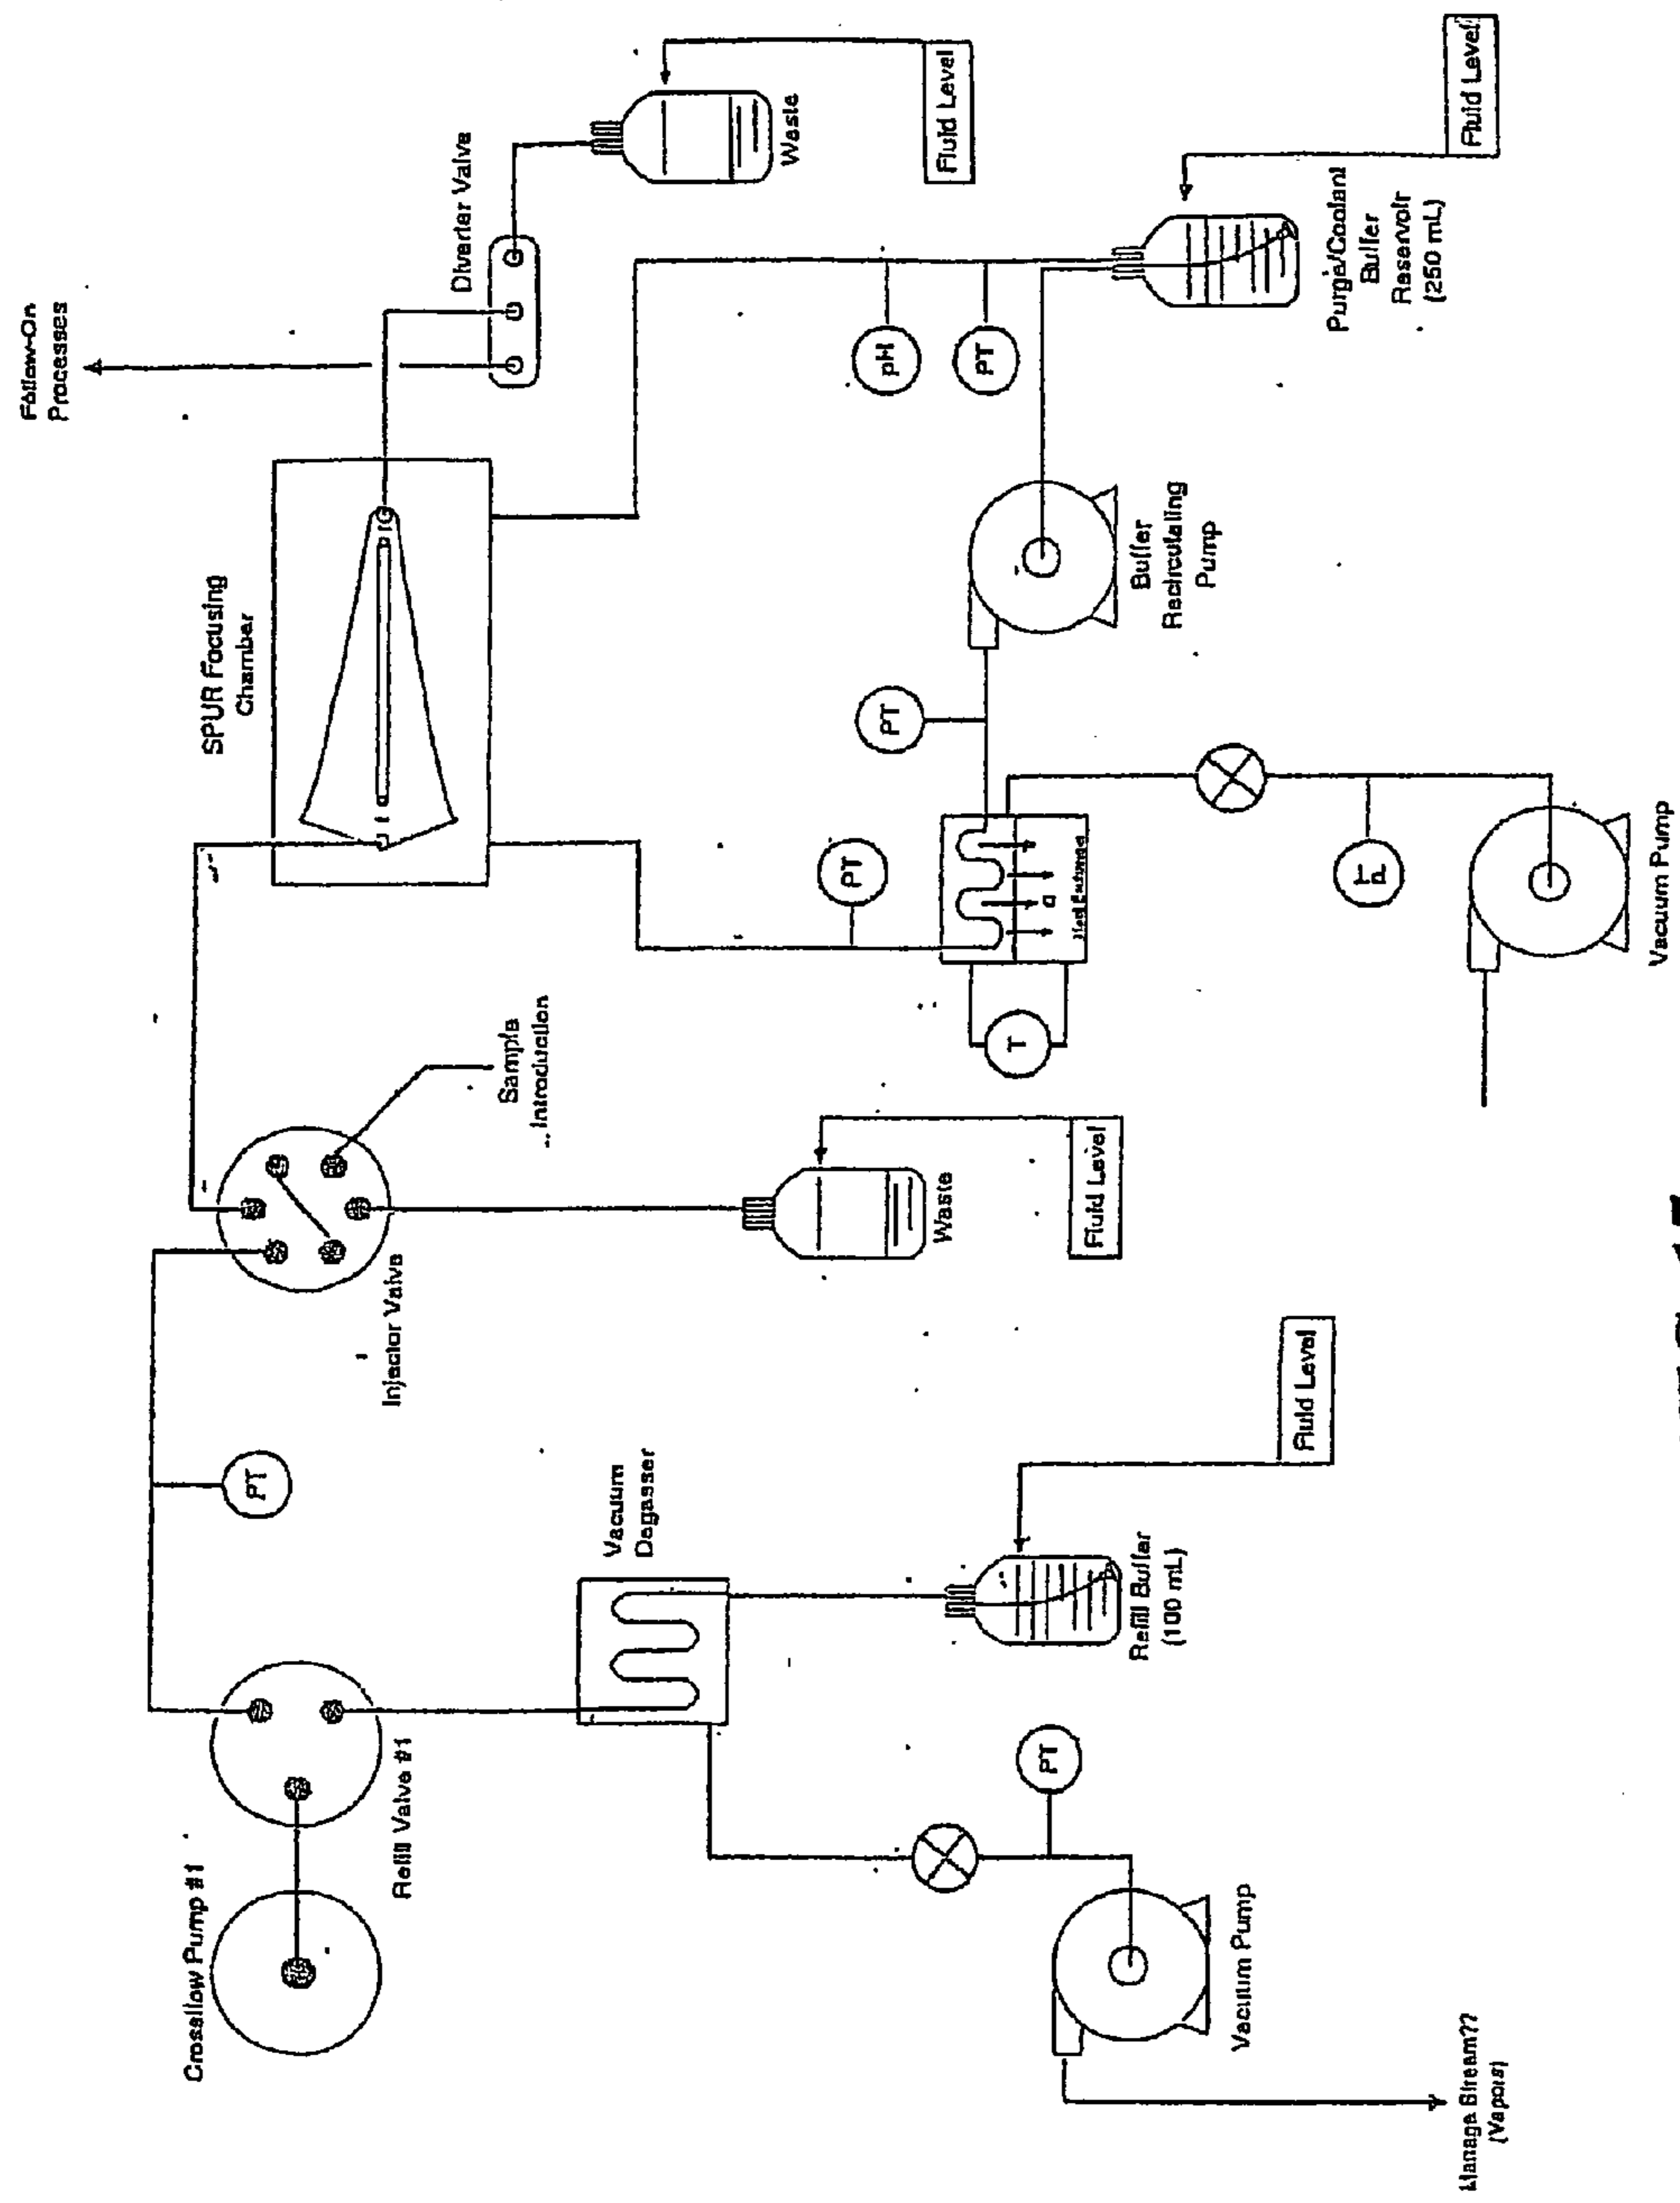 Follow-On
Processes
Crossflow Pump #1
SPUR Focusing
Chamber
PT
Refill Valve #1
Injector Valve
Diverter Valve
Sample
Introduction
Vacuum
Degasser
Waste
PT
PT
pH
Waste
Fluid Level
PT
T
PT
Fluid Level
Refill Buffer
(100 mL)
Buffer
Recirculating
Pump
Vacuum Pump
Fluid Level
Purge/Coolant
Buffer
Reservoir
(250 mL)
Manage Stream??
(Vapors)
Fluid Level
Vacuum Pump